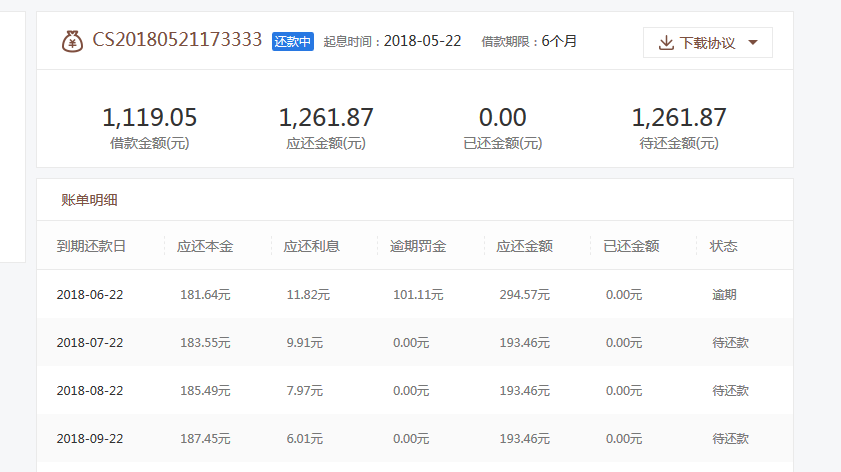 CS20180521173333 还款中 起息时间：2018-05-22 借款期限：6个月 下载协议
1,119.05 1,261.87 0.00 1,261.87
借款金额(元) 应还金额(元) 已还金额(元) 待还金额(元)
账单明细
到期还款日 应还本金 应还利息 逾期罚金 应还金额 已还金额 状态
2018-06-22 181.64元 11.82元 101.11元 294.57元 0.00元 逾期
2018-07-22 183.55元 9.91元 0.00元 193.46元 0.00元 待还款
2018-08-22 185.49元 7.97元 0.00元 193.46元 0.00元 待还款
2018-09-22 187.45元 6.01元 0.00元 193.46元 0.00元 待还款